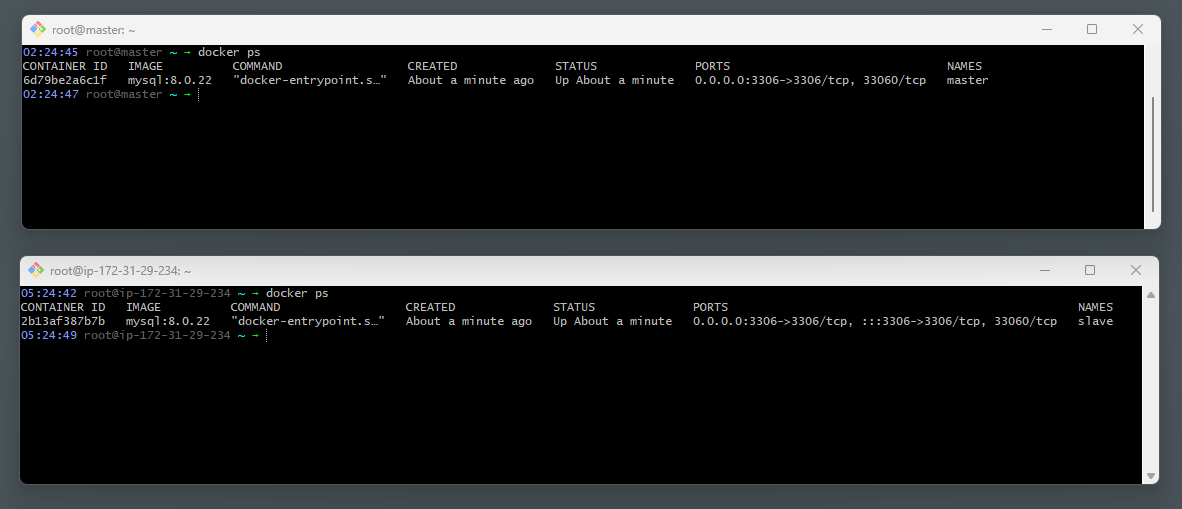 root@master: ~
02:24:45 root@master ~ → docker ps
CONTAINER ID   IMAGE          COMMAND                  CREATED              STATUS              PORTS                               NAMES
6d79be2a6c1f   mysql:8.0.22   "docker-entrypoint.s…"   About a minute ago   Up About a minute   0.0.0.0:3306->3306/tcp, 33060/tcp   master
02:24:47 root@master ~ →
root@ip-172-31-29-234: ~
05:24:42 root@ip-172-31-29-234 ~ → docker ps
CONTAINER ID   IMAGE          COMMAND                  CREATED              STATUS              PORTS                                                  NAMES
2b13af387b7b   mysql:8.0.22   "docker-entrypoint.s…"   About a minute ago   Up About a minute   0.0.0.0:3306->3306/tcp, :::3306->3306/tcp, 33060/tcp   slave
05:24:49 root@ip-172-31-29-234 ~ →